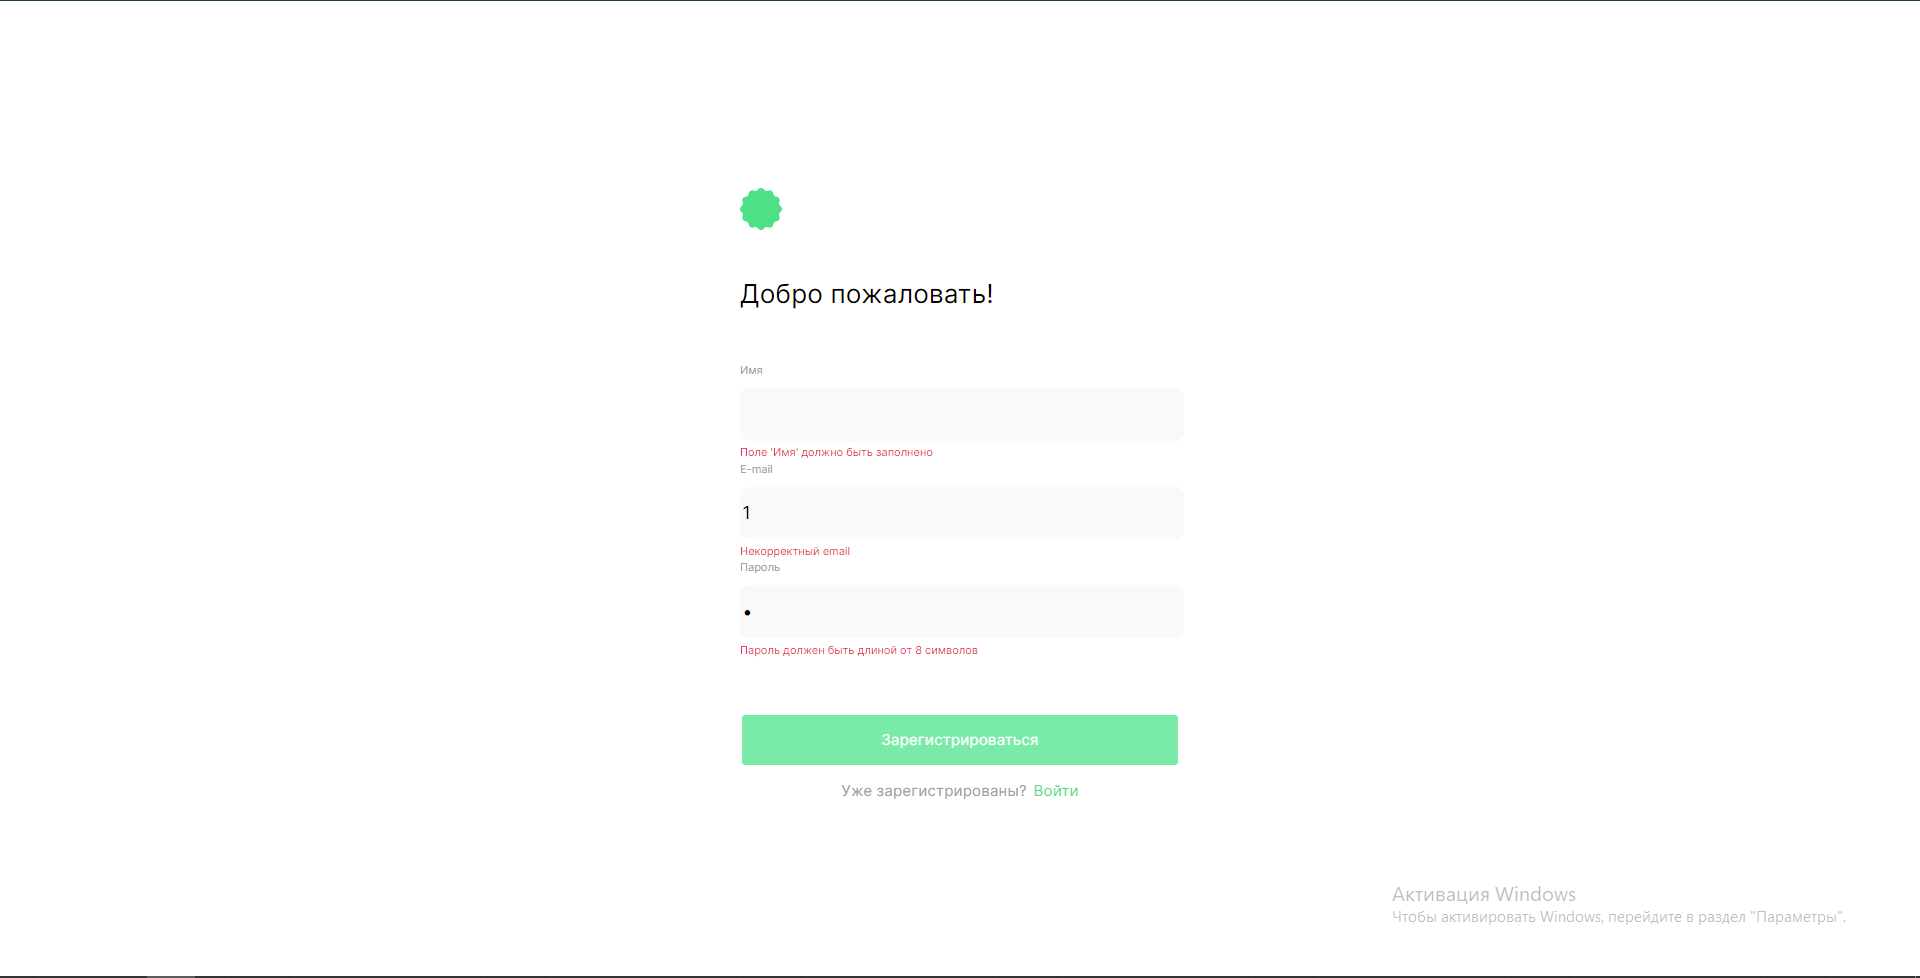 Добро пожаловать!
Имя
Поле 'Имя' должно быть заполнено
E-mail
1
Некорректный email
Пароль
•
Пароль должен быть длиной от 8 символов
Зарегистрироваться
Уже зарегистрированы? Войти
Активация Windows
Чтобы активировать Windows, перейдите в раздел "Параметры".